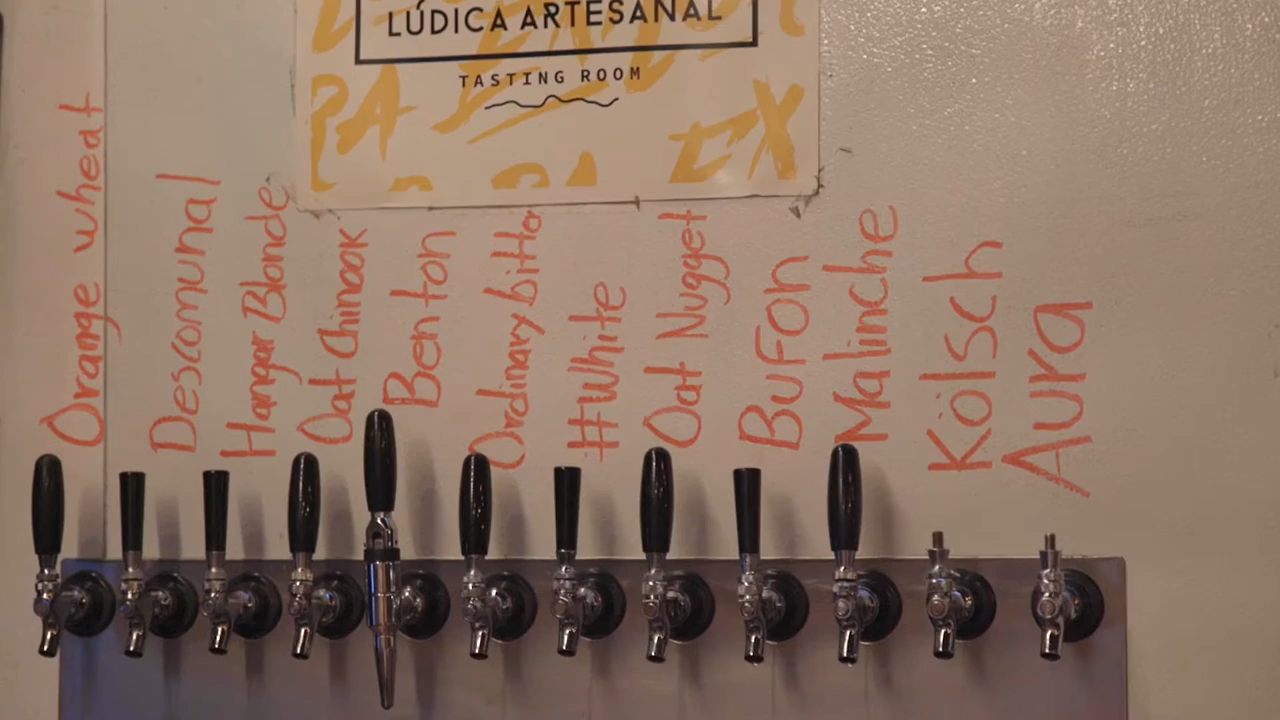 LÚDICA ARTESANAL
TASTING ROOM
Orange wheat
Descomunal
Hangar Blonde
Oat Chinook
Benton
Ordinary bitter
#White
Oat Nugget
BuFon
Malinche
Kölsch
Aura